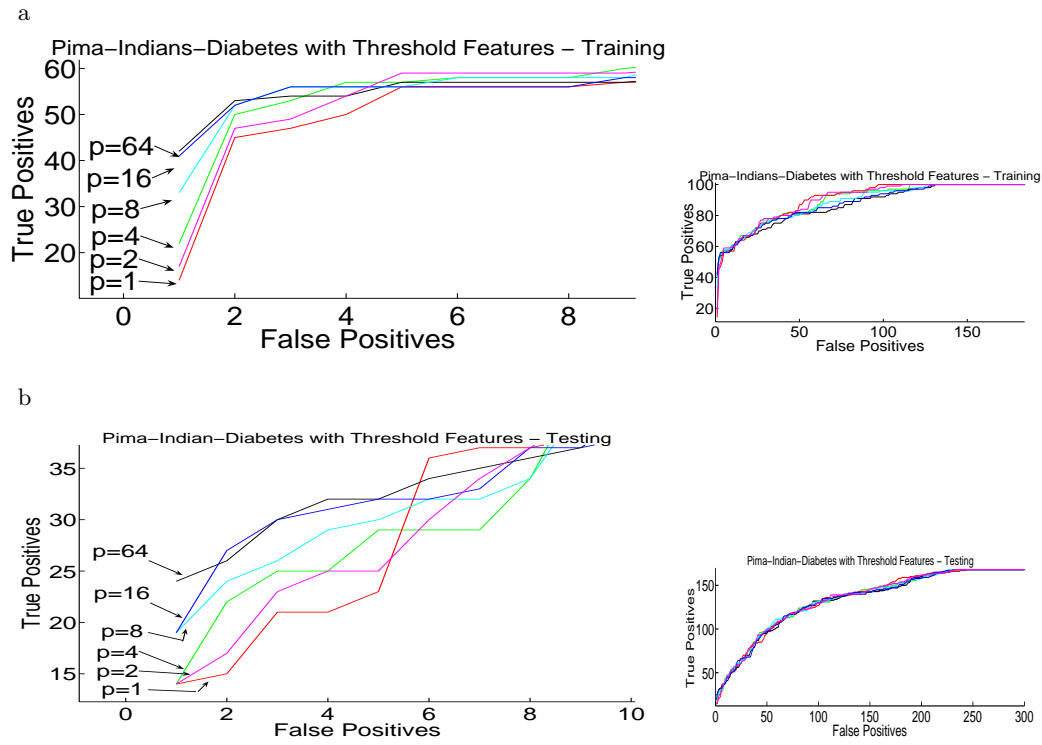 a
Pima-Indians-Diabetes with Threshold Features - Training
True Positives
60
50
40
30
20
p=64
p=16
p=8
p=4
p=2
p=1
0 2 4 6 8
False Positives
Pima-Indians-Diabetes with Threshold Features - Training
True Positives
100
80
60
40
20
0 50 100 150
False Positives
b
Pima-Indian-Diabetes with Threshold Features - Testing
True Positives
35
30
25
20
15
p=64
p=16
p=8
p=4
p=2
p=1
0 2 4 6 8 10
False Positives
Pima-Indian-Diabetes with Threshold Features - Testing
True Positives
150
100
50
0 50 100 150 200 250 300
False Positives